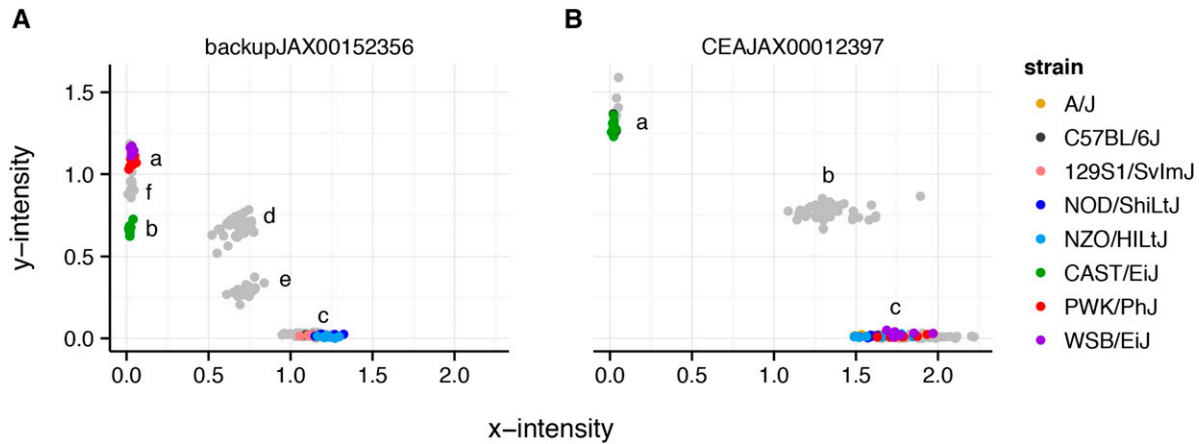 A
B
backupJAX00152356
CEAJAX00012397
y−intensity
1.5
1.0
0.5
0.0
a
f
b
d
e
c
0.0 0.5 1.0 1.5 2.0
a
b
c
0.0 0.5 1.0 1.5 2.0
x−intensity
strain
A/J
C57BL/6J
129S1/SvImJ
NOD/ShiLtJ
NZO/HILtJ
CAST/EiJ
PWK/PhJ
WSB/EiJ